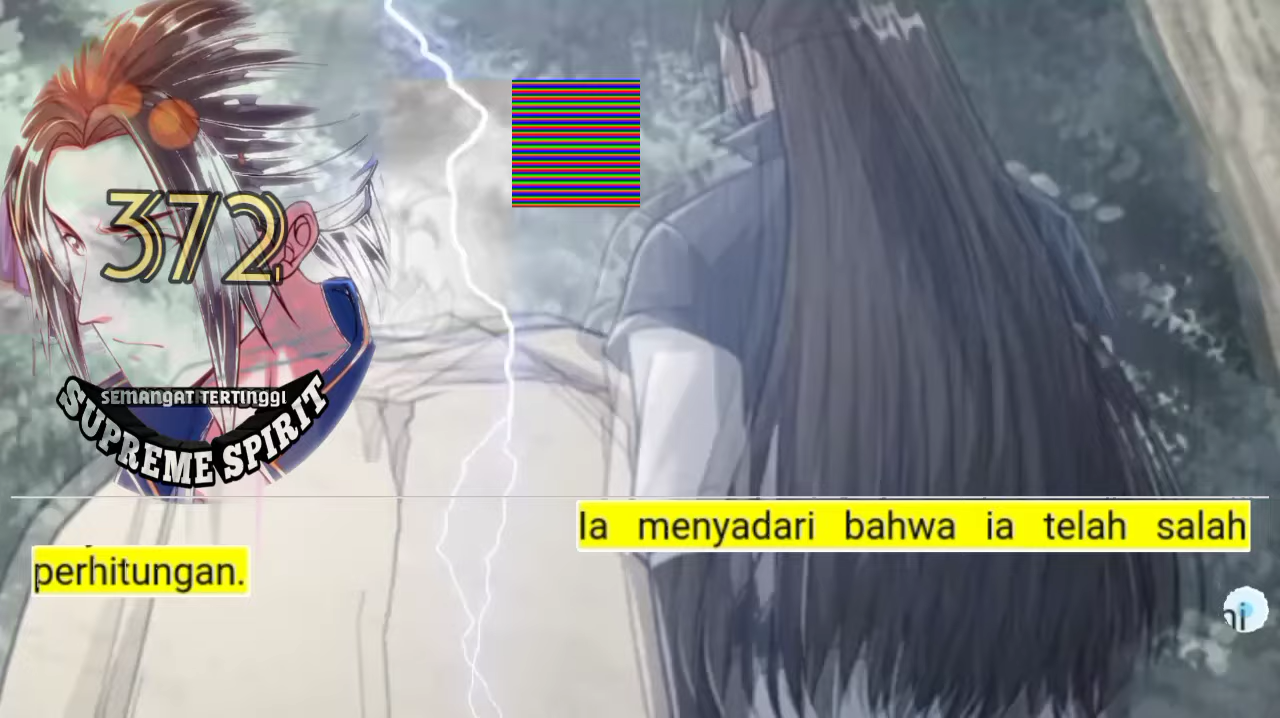 372
SEMANGAT TERTINGGI
SUPREME SPIRIT
Ia menyadari bahwa ia telah salah
perhitungan.